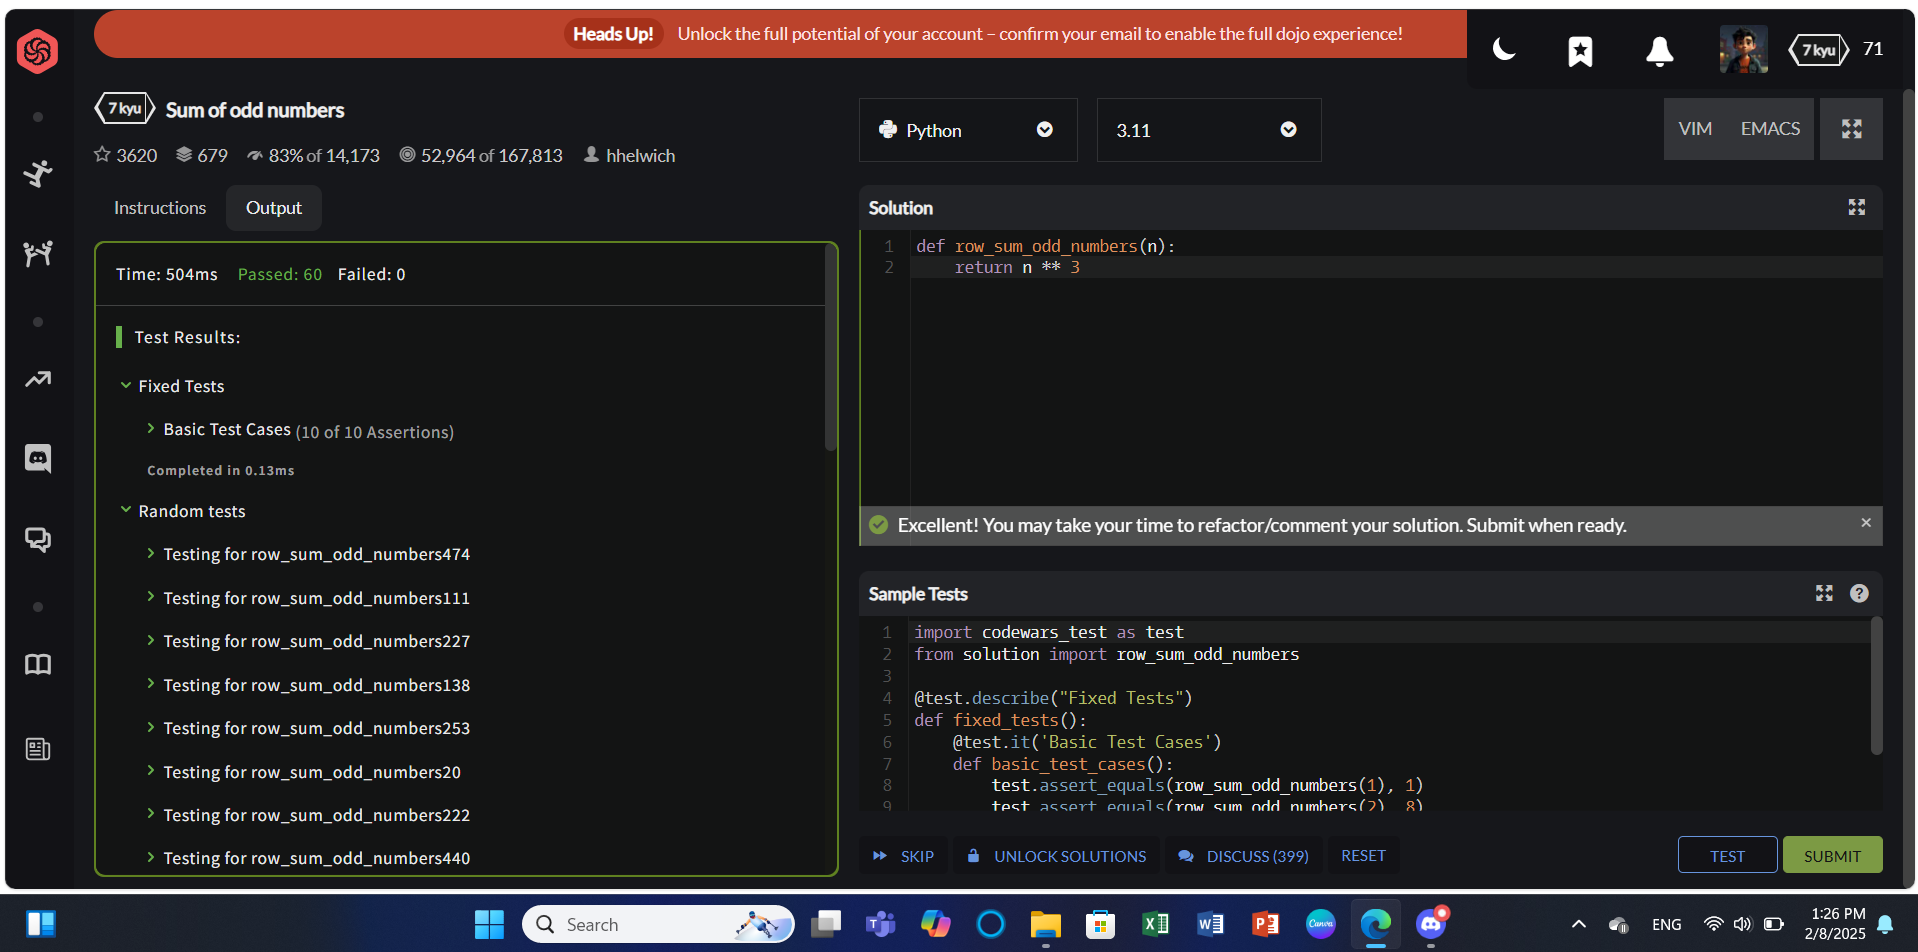 Heads Up! Unlock the full potential of your account – confirm your email to enable the full dojo experience!
7 kyu 71
7 kyu Sum of odd numbers
3620 679 83% of 14,173 52,964 of 167,813 hhelwich
Python
3.11
VIM EMACS
Instructions Output
Time: 504ms Passed: 60 Failed: 0
Test Results:
Fixed Tests
Basic Test Cases (10 of 10 Assertions)
Completed in 0.13ms
Random tests
Testing for row_sum_odd_numbers474
Testing for row_sum_odd_numbers111
Testing for row_sum_odd_numbers227
Testing for row_sum_odd_numbers138
Testing for row_sum_odd_numbers253
Testing for row_sum_odd_numbers20
Testing for row_sum_odd_numbers222
Testing for row_sum_odd_numbers440
Solution
1 def row_sum_odd_numbers(n):
2 return n ** 3
Excellent! You may take your time to refactor/comment your solution. Submit when ready.
Sample Tests
1 import codewars_test as test
2 from solution import row_sum_odd_numbers
3
4 @test.describe("Fixed Tests")
5 def fixed_tests():
6 @test.it('Basic Test Cases')
7 def basic_test_cases():
8 test.assert_equals(row_sum_odd_numbers(1), 1)
9 test.assert_equals(row_sum_odd_numbers(2), 8)
SKIP UNLOCK SOLUTIONS DISCUSS (399) RESET
TEST SUBMIT
Search
Canva
ENG
1:26 PM
2/8/2025